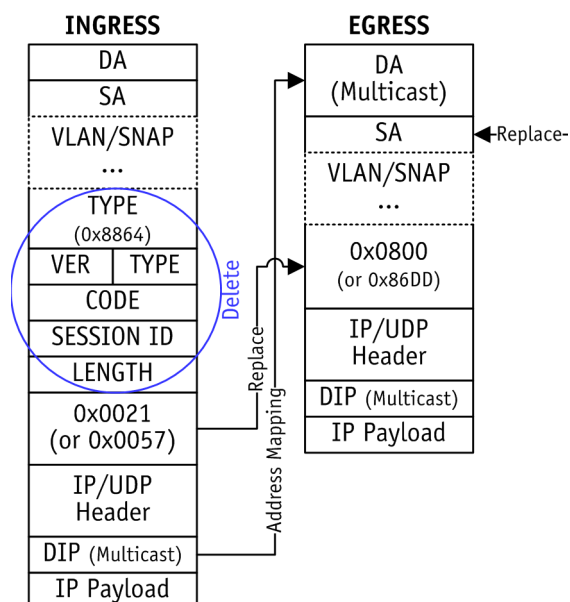 INGRESS
DA
SA
VLAN/SNAP
...
TYPE
(0x8864)
VER TYPE
CODE
SESSION ID
LENGTH
0x0021
(or 0x0057)
IP/UDP
Header
DIP (Multicast)
IP Payload
Delete
Replace
Address Mapping
EGRESS
DA
(Multicast)
SA
Replace
VLAN/SNAP
...
0x0800
(or 0x86DD)
IP/UDP
Header
DIP (Multicast)
IP Payload